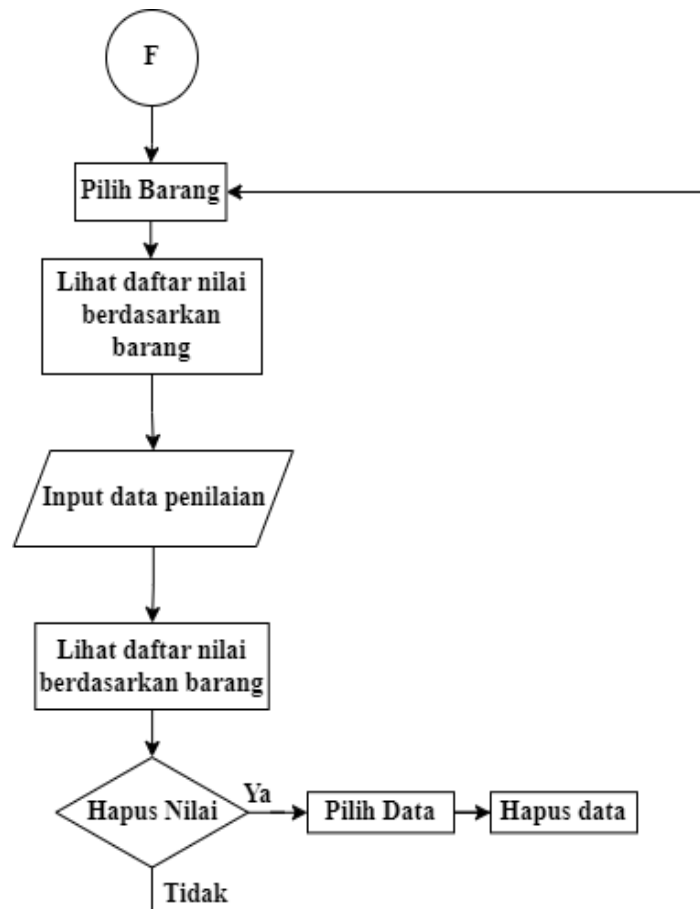 F
Pilih Barang
Lihat daftar nilai
berdasarkan
barang
Input data penilaian
Lihat daftar nilai
berdasarkan barang
Hapus Nilai
Ya
Pilih Data
Hapus data
Tidak